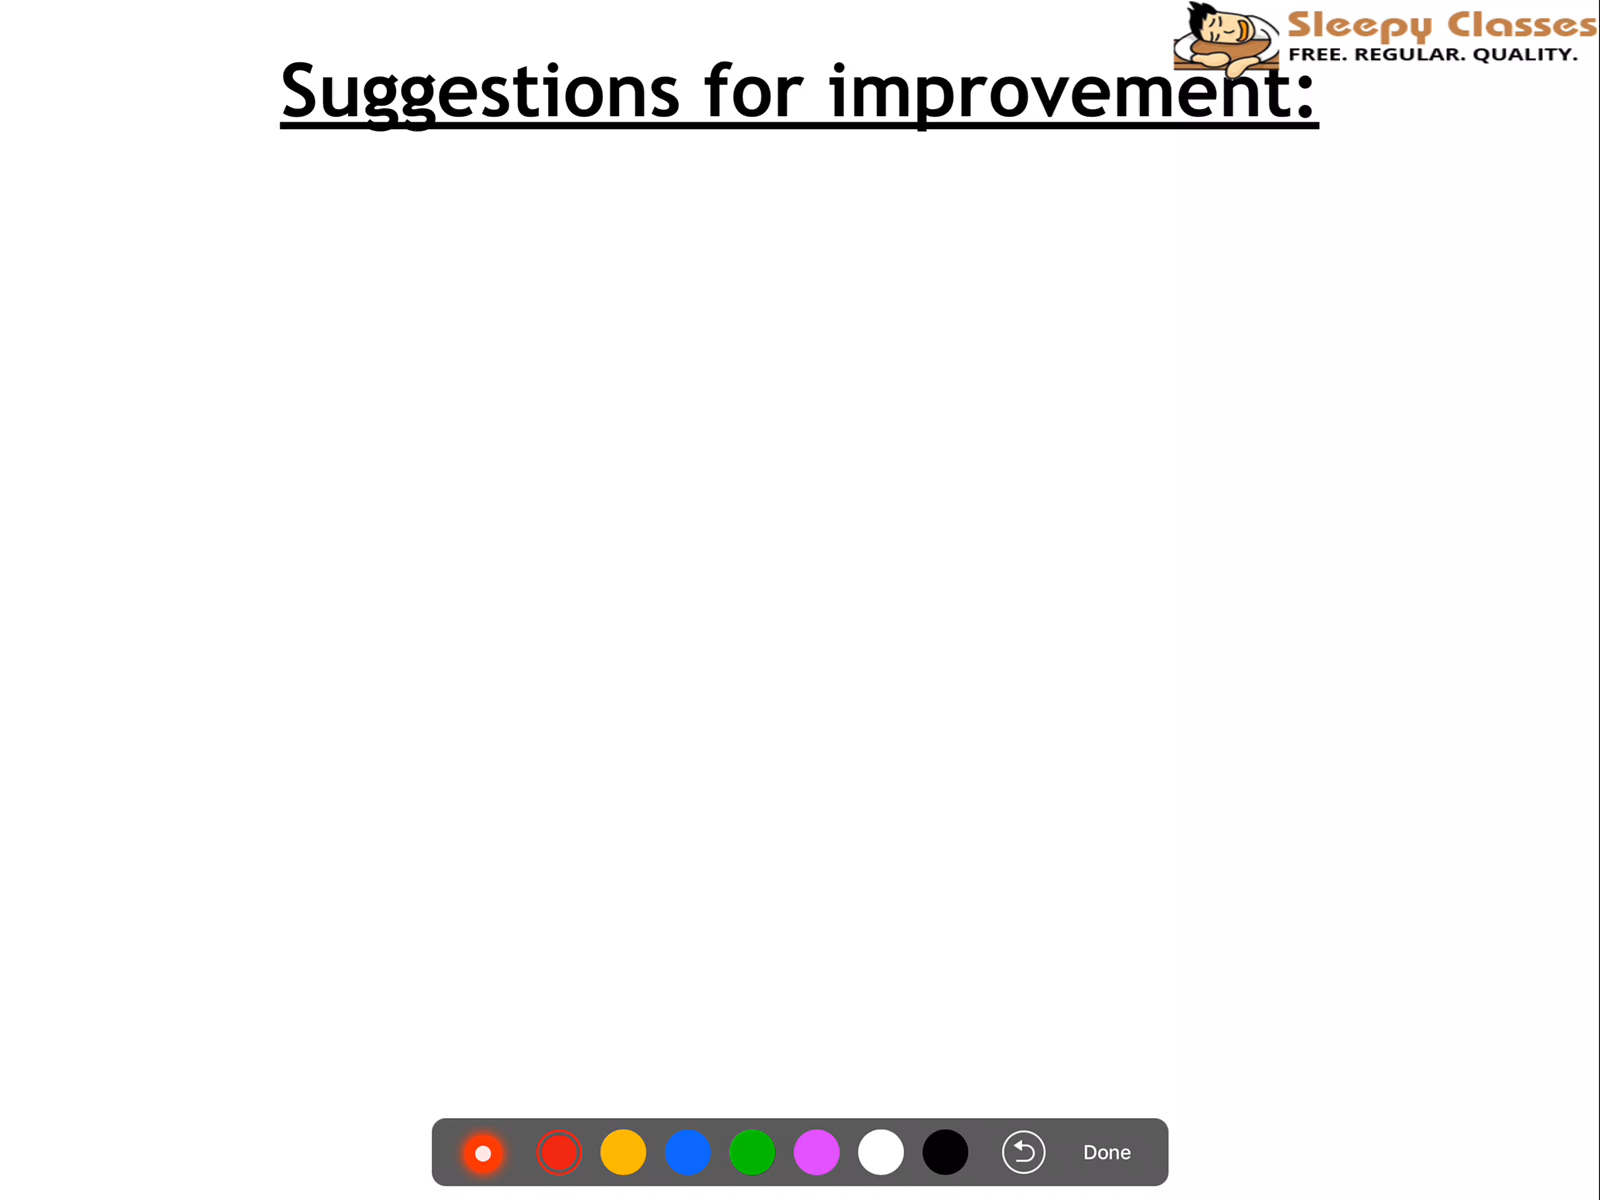 Sleepy Classes
FREE. REGULAR. QUALITY.
Suggestions for improvement:
Done